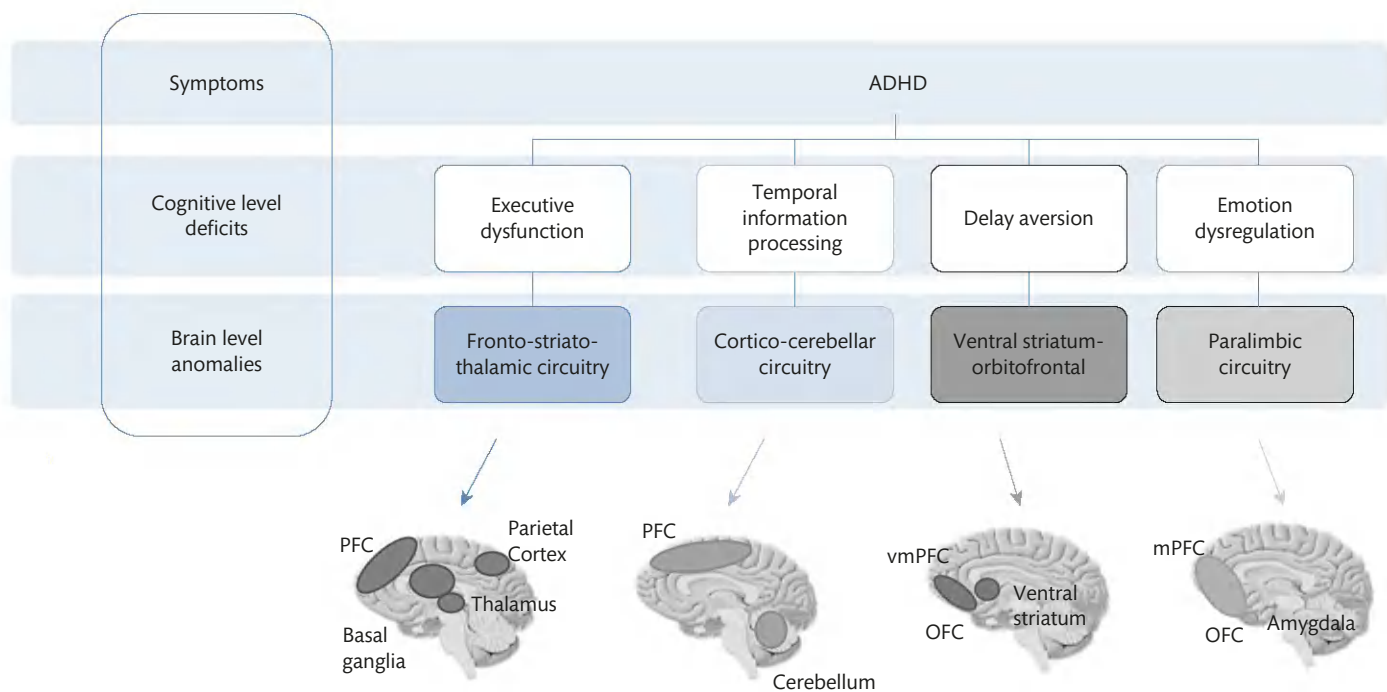 Symptoms
ADHD
Cognitive level
deficits
Executive
dysfunction
Temporal
information
processing
Delay aversion
Emotion
dysregulation
Brain level
anomalies
Fronto-striato-
thalamic circuitry
Cortico-cerebellar
circuitry
Ventral striatum-
orbitofrontal
Paralimbic
circuitry
PFC
Parietal
Cortex
Thalamus
Basal
ganglia
PFC
Cerebellum
vmPFC
Ventral
striatum
OFC
mPFC
Amygdala
OFC